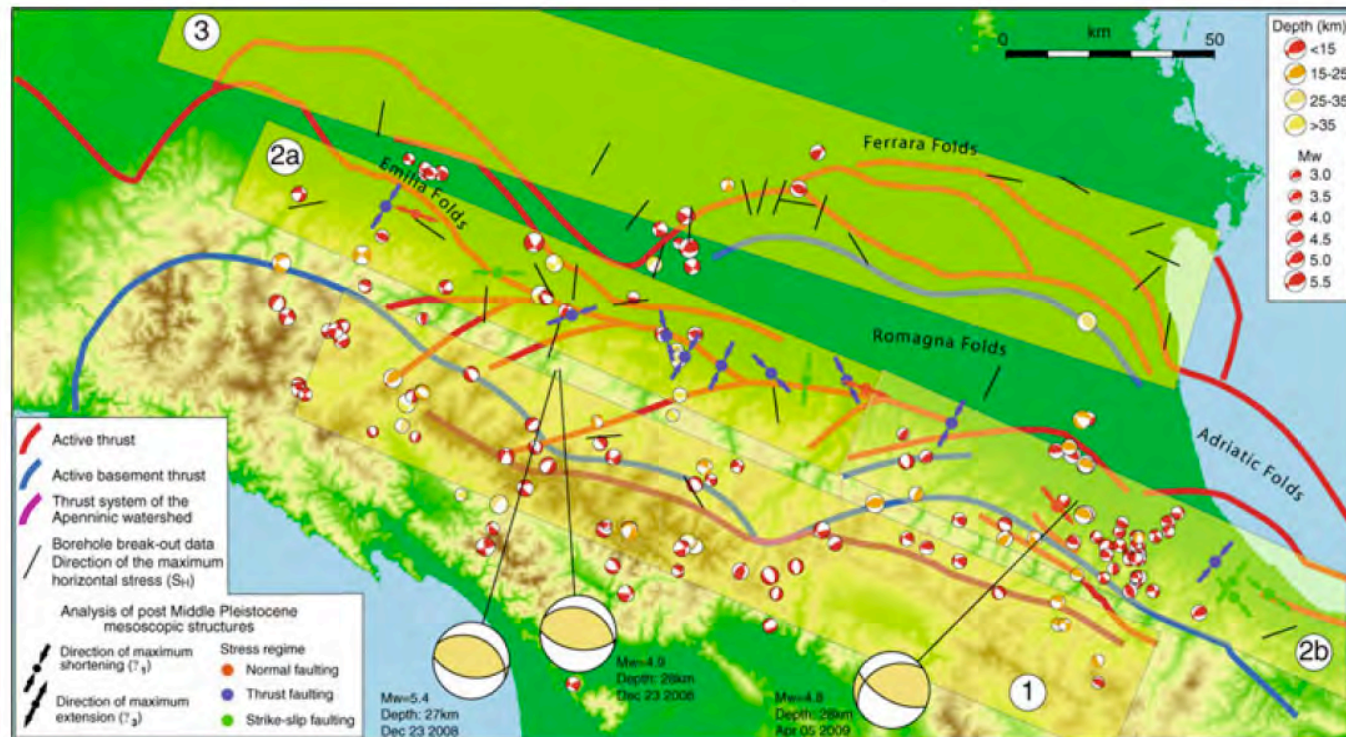 3
2a
Emilia Folds
Ferrara Folds
Romagna Folds
Adriatic Folds
1
2b
km
0
50
Depth (km)
<15
15-25
25-35
>35
Mw
3.0
3.5
4.0
4.5
5.0
5.5
Active thrust
Active basement thrust
Thrust system of the
Apenninic watershed
Borehole break-out data
Direction of the maximum
horizontal stress (SH)
Analysis of post Middle Pleistocene
mesoscopic structures
Direction of maximum
shortening (?1)
Direction of maximum
extension (?3)
Stress regime
Normal faulting
Thrust faulting
Strike-slip faulting
Mw=5.4
Depth: 27km
Dec 23 2008
Mw=4.9
Depth: 28km
Dec 23 2008
Mw=4.8
Depth: 28km
Apr 05 2009